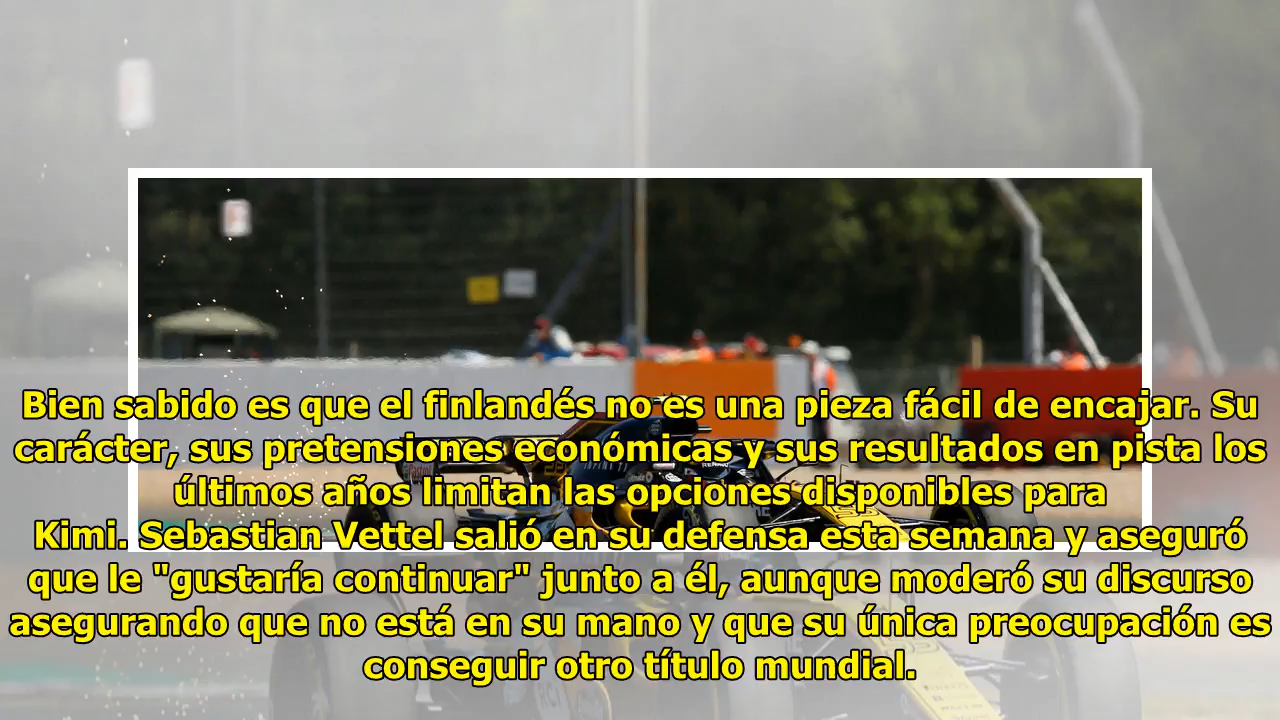 Bien sabido es que el finlandés no es una pieza fácil de encajar. Su
carácter, sus pretensiones económicas y sus resultados en pista los
últimos años limitan las opciones disponibles para
Kimi. Sebastian Vettel salió en su defensa esta semana y aseguró
que le "gustaría continuar" junto a él, aunque moderó su discurso
asegurando que no está en su mano y que su única preocupación es
conseguir otro título mundial.